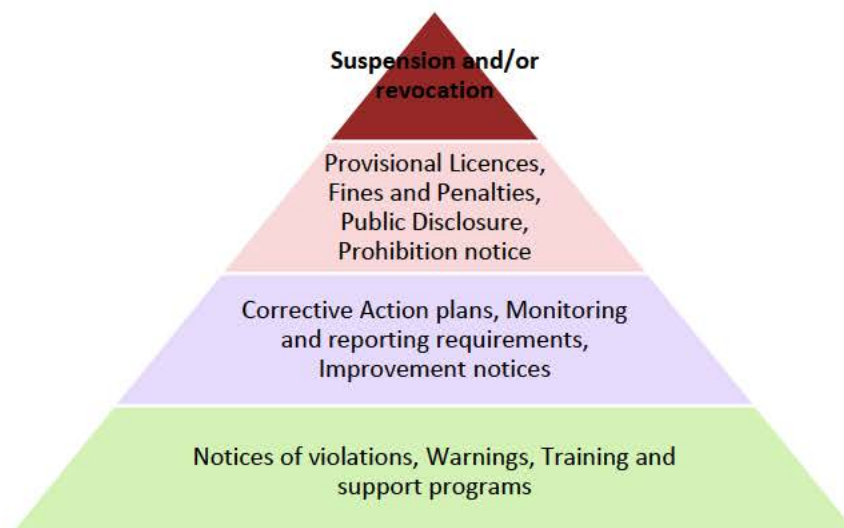 Suspension and/or
revocation
Provisional Licences,
Fines and Penalties,
Public Disclosure,
Prohibition notice
Corrective Action plans, Monitoring
and reporting requirements,
Improvement notices
Notices of violations, Warnings, Training and
support programs